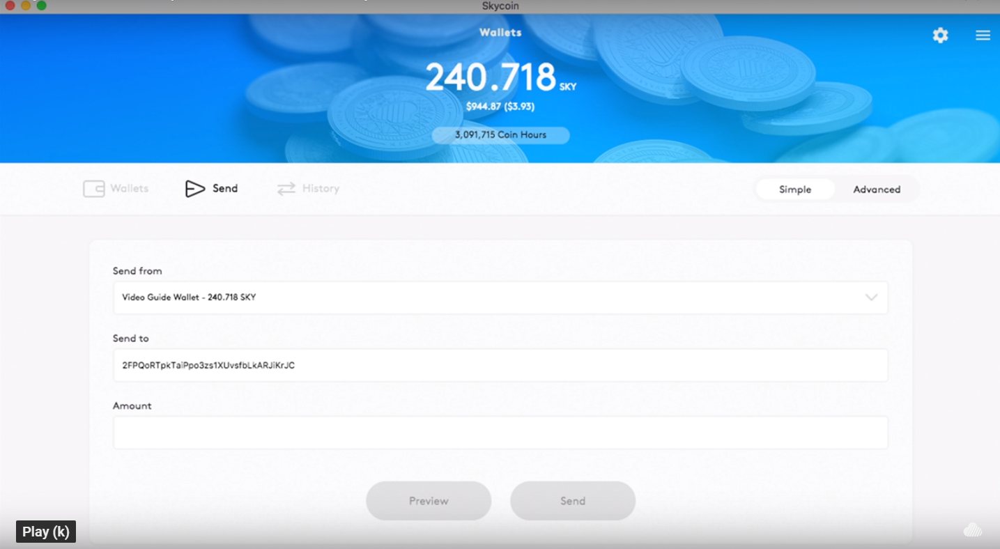 Skycoin
Wallets
240.718 SKY
$944.87 ($3.93)
3,091,715 Coin Hours
Wallets Send History Simple Advanced
Send from
Video Guide Wallet - 240.718 SKY
Send to
2FPQoRTpkTaiPpo3zs1XUvsfbLkARJiKrJC
Amount
Preview Send
Play (k)